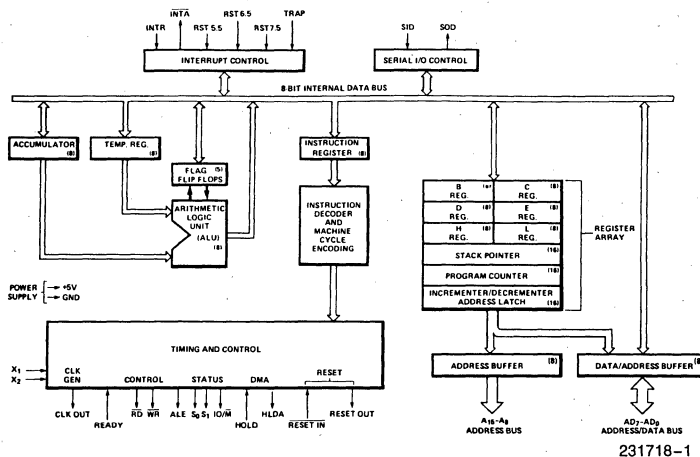 INTR
INTA
RST 5.5
RST 6.5
RST 7.5
TRAP
SID
SOD
INTERRUPT CONTROL
SERIAL I/O CONTROL
8-BIT INTERNAL DATA BUS
ACCUMULATOR (8)
TEMP. REG. (8)
INSTRUCTION
REGISTER (8)
FLAG (5)
FLIP FLOPS
ARITHMETIC
LOGIC
UNIT
(ALU)
(8)
INSTRUCTION
DECODER
AND
MACHINE
CYCLE
ENCODING
B (8)
REG.
C (8)
REG.
D (8)
REG.
E (8)
REG.
H (8)
REG.
L (8)
REG.
STACK POINTER (16)
PROGRAM COUNTER (16)
INCREMENTER/DECREMENTER
ADDRESS LATCH (16)
REGISTER
ARRAY
POWER
SUPPLY
+5V
GND
TIMING AND CONTROL
X1
X2
CLK
GEN
CONTROL
STATUS
DMA
RESET
CLK OUT
READY
RD
WR
ALE
S0
S1
IO/M
HOLD
HLDA
RESET IN
RESET OUT
ADDRESS BUFFER (8)
DATA/ADDRESS BUFFER (8
A15-A8
ADDRESS BUS
AD7-AD0
ADDRESS/DATA BUS
231718-1